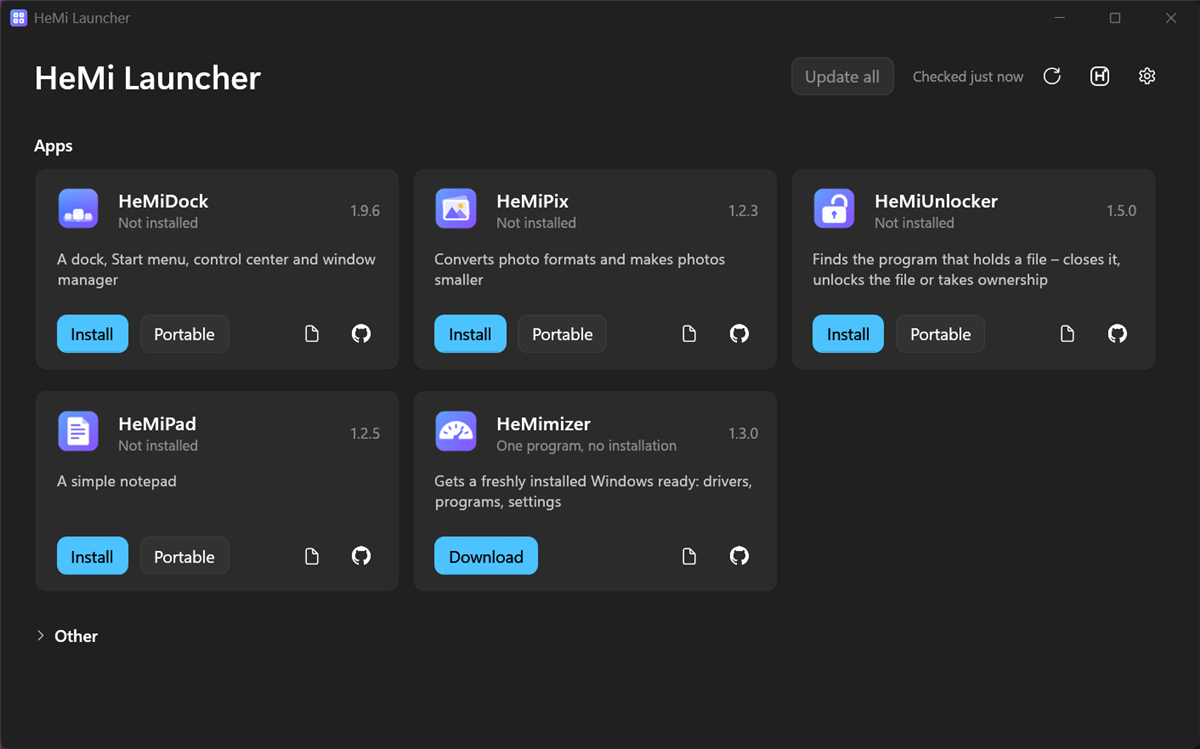 HeMi Launcher
HeMi Launcher
Update all
Checked just now
Apps
HeMiDock
Not installed
1.9.6
A dock, Start menu, control center and window
manager
Install
Portable
HeMiPix
Not installed
1.2.3
Converts photo formats and makes photos
smaller
Install
Portable
HeMiUnlocker
Not installed
1.5.0
Finds the program that holds a file – closes it,
unlocks the file or takes ownership
Install
Portable
HeMiPad
Not installed
1.2.5
A simple notepad
Install
Portable
HeMimizer
One program, no installation
1.3.0
Gets a freshly installed Windows ready: drivers,
programs, settings
Download
Other